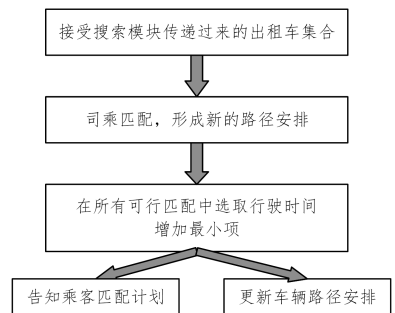 接受搜索模块传递过来的出租车集合
司乘匹配，形成新的路径安排
在所有可行匹配中选取行驶时间
增加最小项
告知乘客匹配计划
更新车辆路径安排